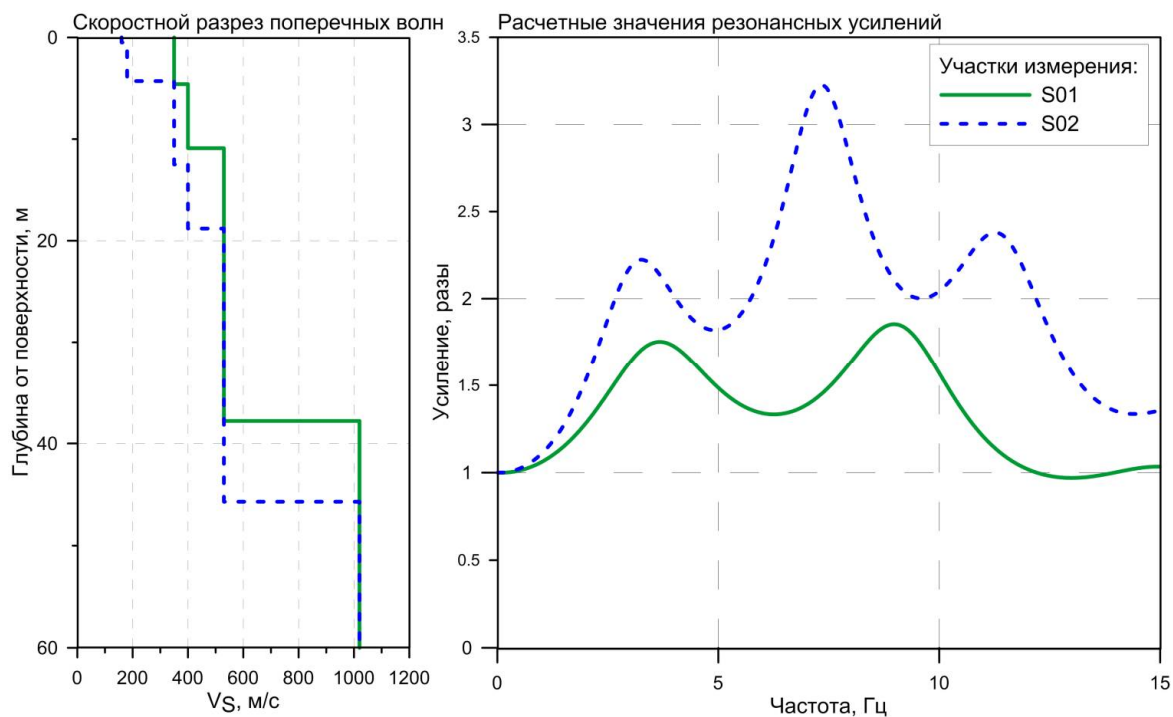 Скоростной разрез поперечных волн
0
20
40
60
Глубина от поверхности, м
0 200 400 600 800 1000 1200
VS, м/с
Расчетные значения резонансных усилений
3.5
3
2.5
2
1.5
1
0.5
0
Усиление, разы
0 5 10 15
Частота, Гц
Участки измерения:
S01
S02